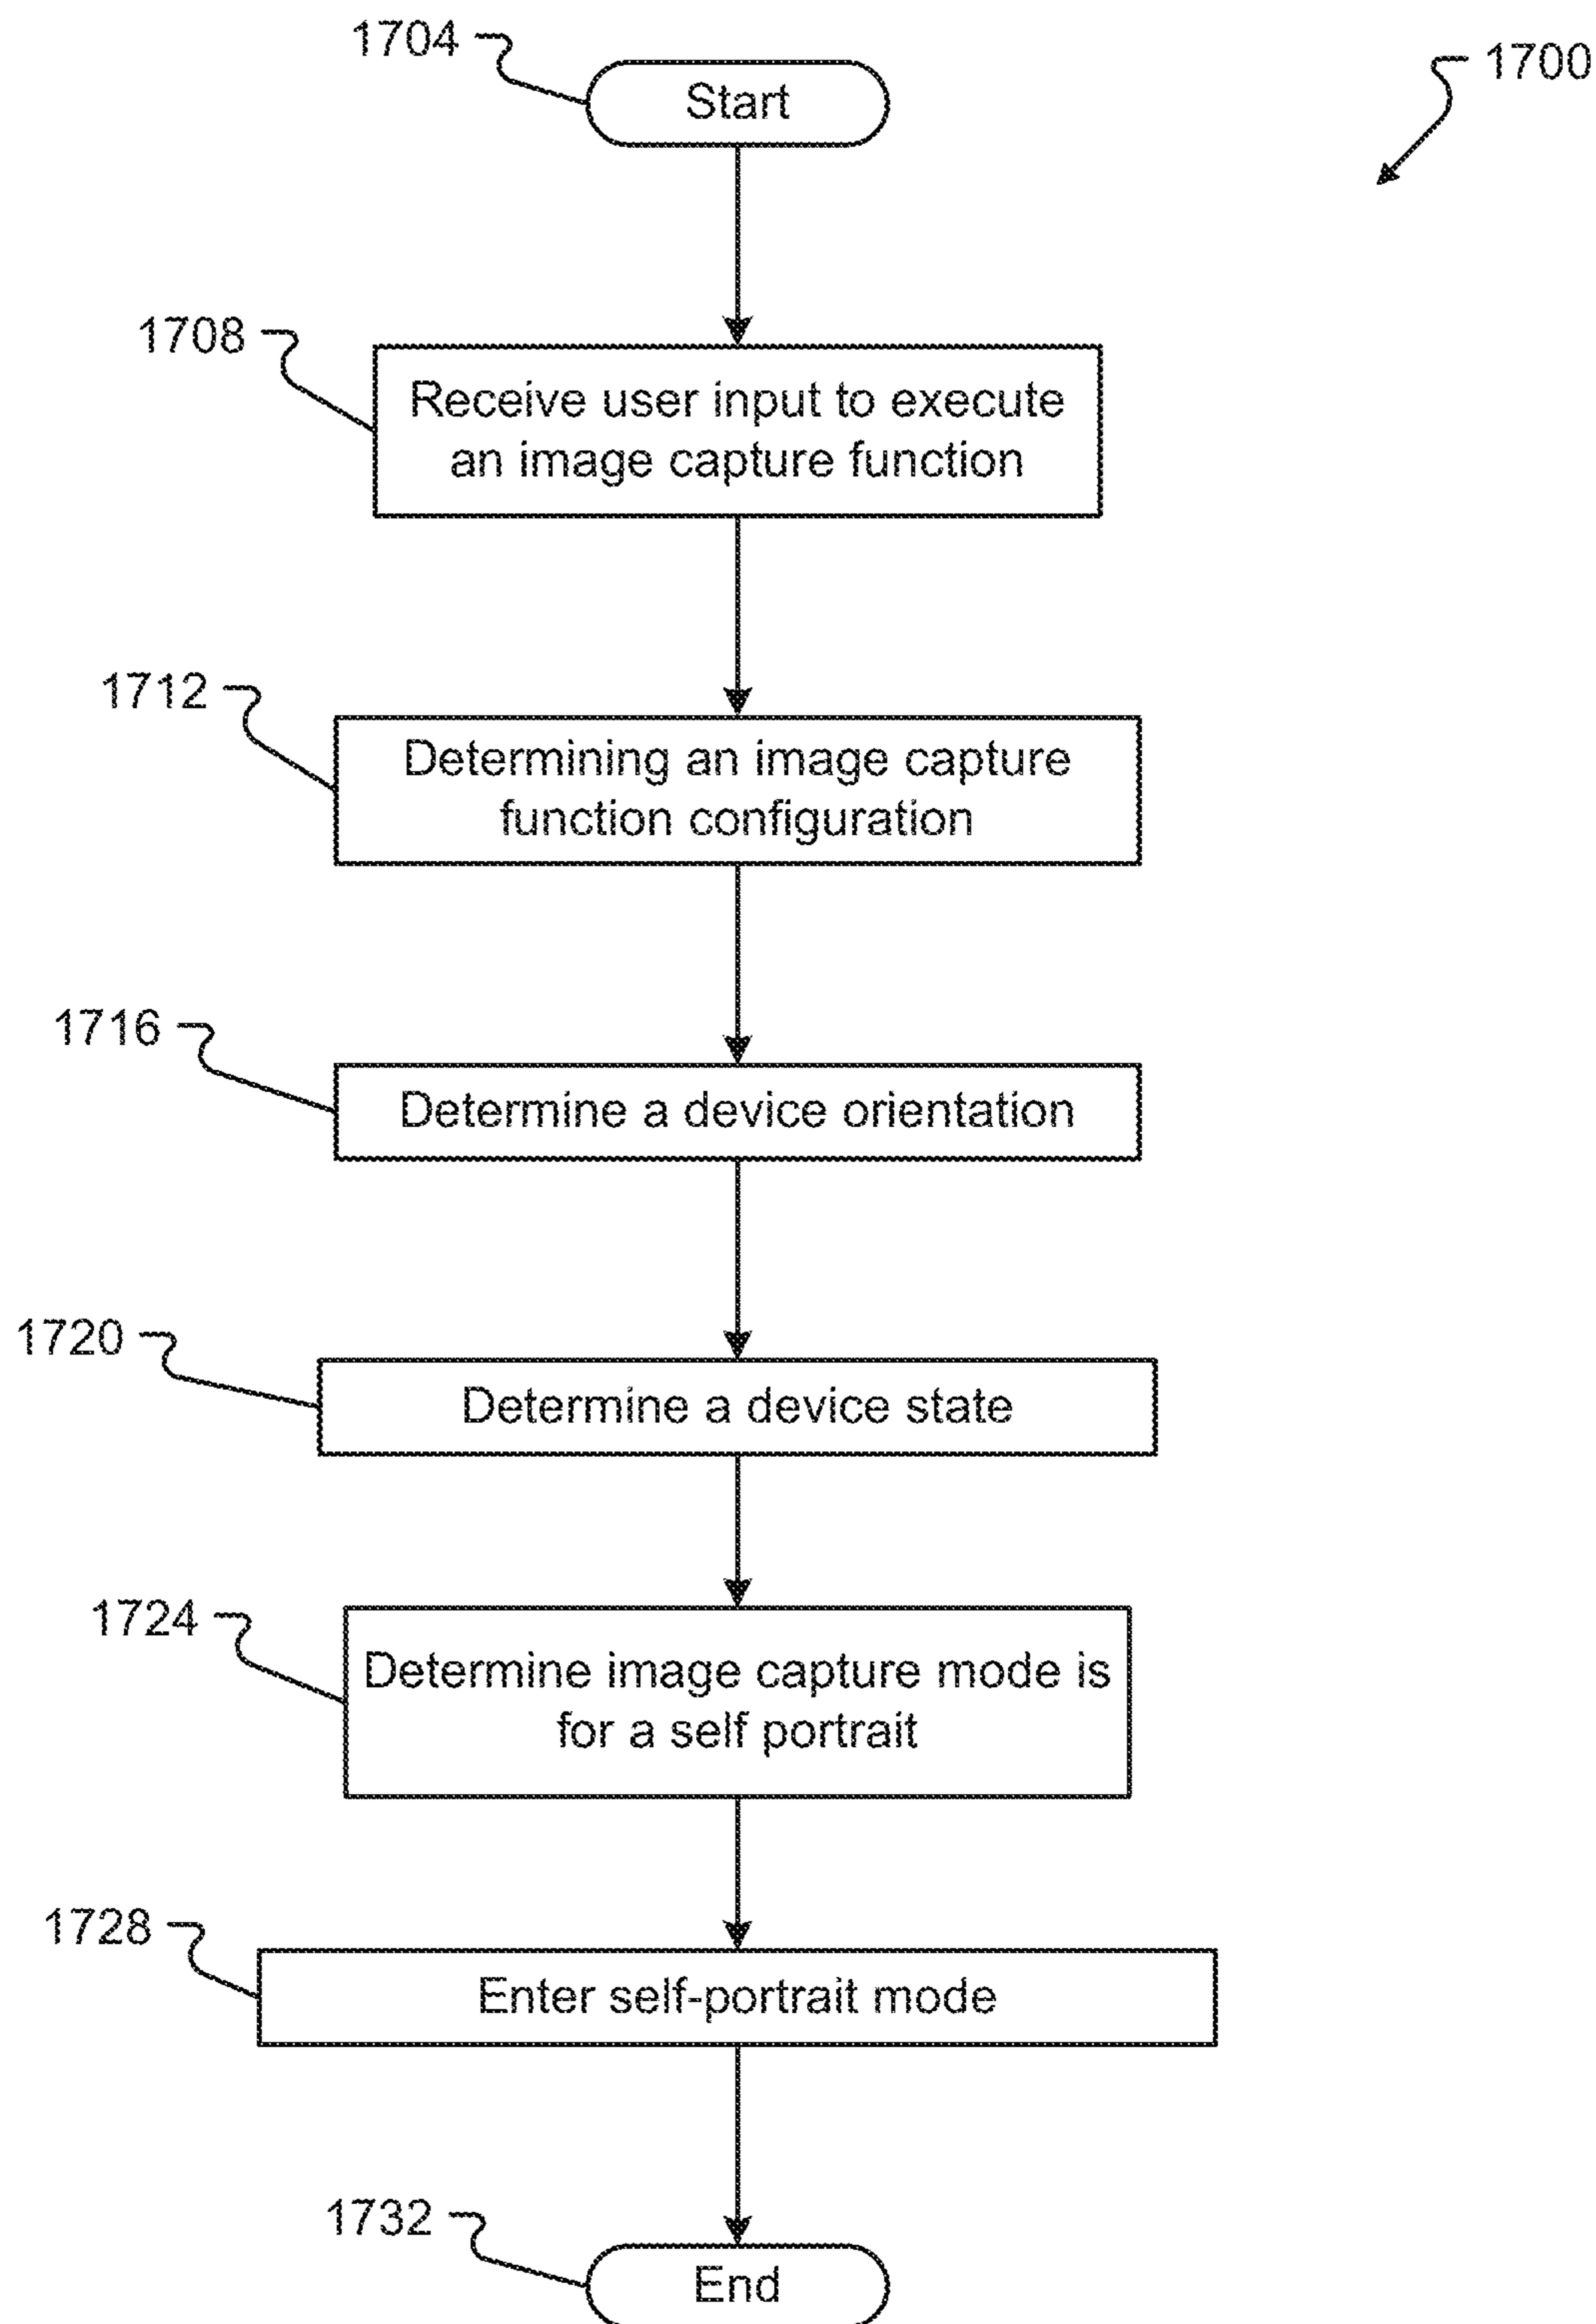 1704
Start
1700
1708
Receive user input to execute
an image capture function
1712
Determining an image capture
function configuration
1716
Determine a device orientation
1720
Determine a device state
1724
Determine image capture mode is
for a self portrait
1728
Enter self-portrait mode
1732
End